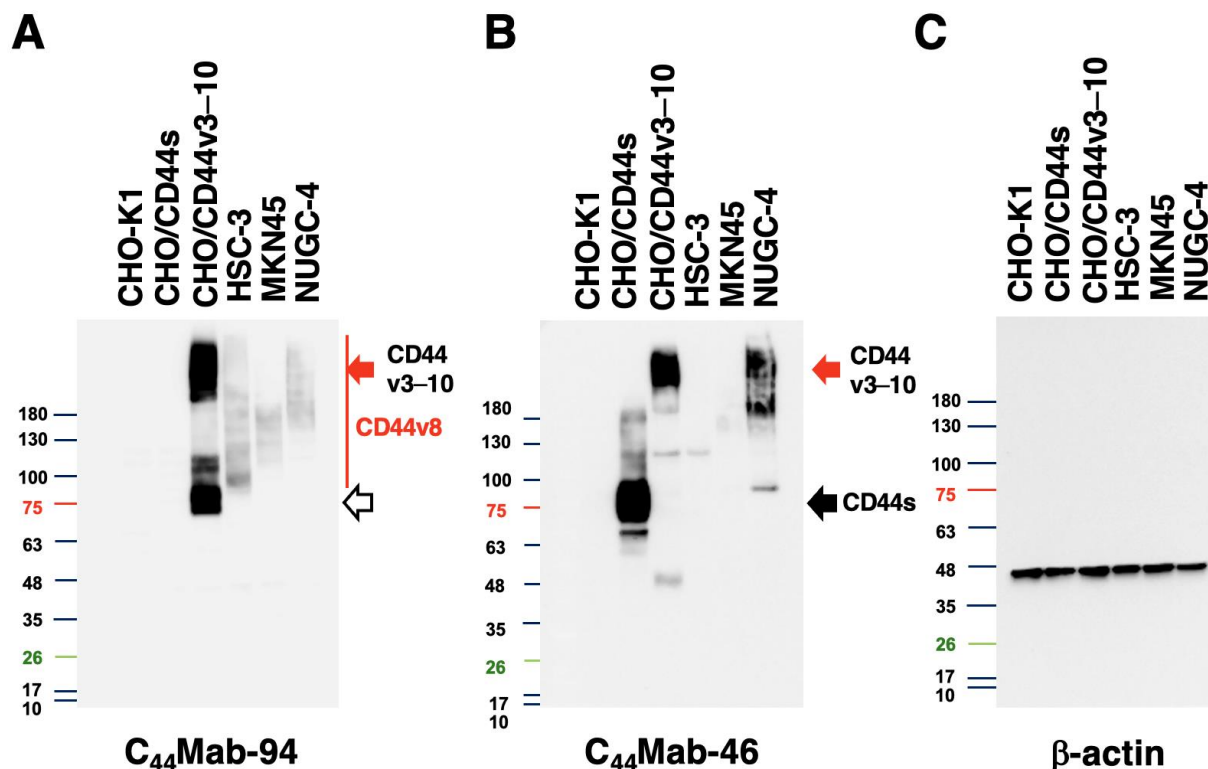 A
CHO-K1
CHO/CD44s
CHO/CD44v3–10
HSC-3
MKN45
NUGC-4
180
130
100
75
63
48
35
26
17
10
CD44
v3–10
CD44v8
C₄₄Mab-94
B
CHO-K1
CHO/CD44s
CHO/CD44v3–10
HSC-3
MKN45
NUGC-4
180
130
100
75
63
48
35
26
17
10
CD44
v3–10
CD44s
C₄₄Mab-46
C
CHO-K1
CHO/CD44s
CHO/CD44v3–10
HSC-3
MKN45
NUGC-4
180
130
100
75
63
48
35
26
17
10
β-actin